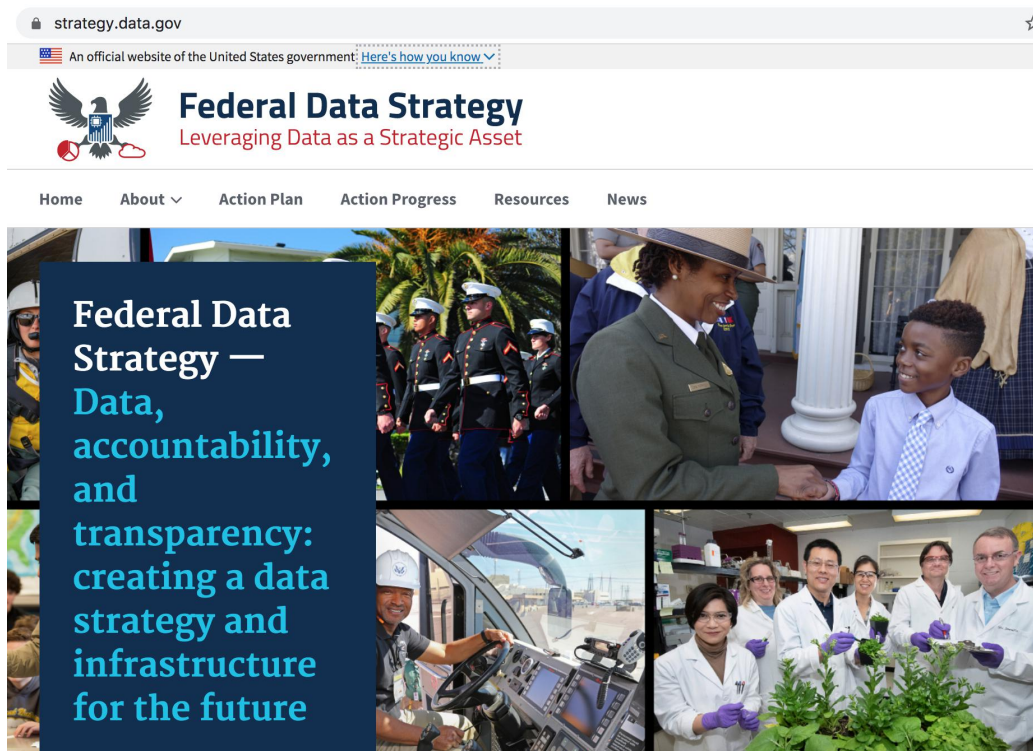 strategy.data.gov
An official website of the United States government Here's how you know
Federal Data Strategy
Leveraging Data as a Strategic Asset
Home About Action Plan Action Progress Resources News
Federal Data
Strategy —
Data,
accountability,
and
transparency:
creating a data
strategy and
infrastructure
for the future